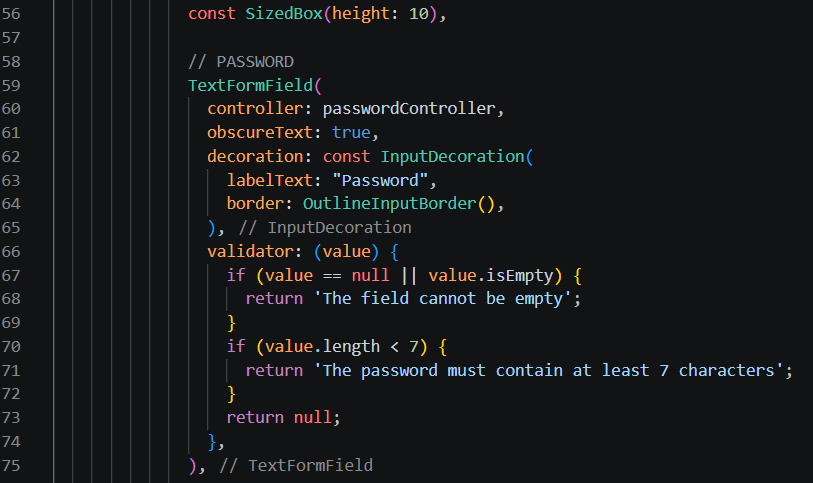 56 const SizedBox(height: 10),
57
58 // PASSWORD
59 TextFormField(
60 controller: passwordController,
61 obscureText: true,
62 decoration: const InputDecoration(
63 labelText: "Password",
64 border: OutlineInputBorder(),
65 ), // InputDecoration
66 validator: (value) {
67 if (value == null || value.isEmpty) {
68 return 'The field cannot be empty';
69 }
70 if (value.length < 7) {
71 return 'The password must contain at least 7 characters';
72 }
73 return null;
74 },
75 ), // TextFormField